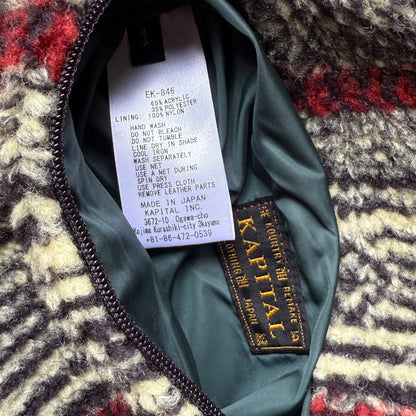 1
EK-846
65% ACRYLIC
35% POLYESTER
LINING: 100% NYLON
HAND WASH
DO NOT BLEACH
DO NOT TUMBLE
LINE DRY IN SHADE
COOL IRON
WASH SEPARATELY
USE NET
USE A NET DURING
SPIN DRY
USE PRESS CLOTH
REMOVE LEATHER PARTS
MADE IN JAPAN
KAPITAL INC.
3672-10 Ogawa-cho
Kojima Kurashiki-city Okayama
+81-86-472-0539
KAPITAL
JAPAN